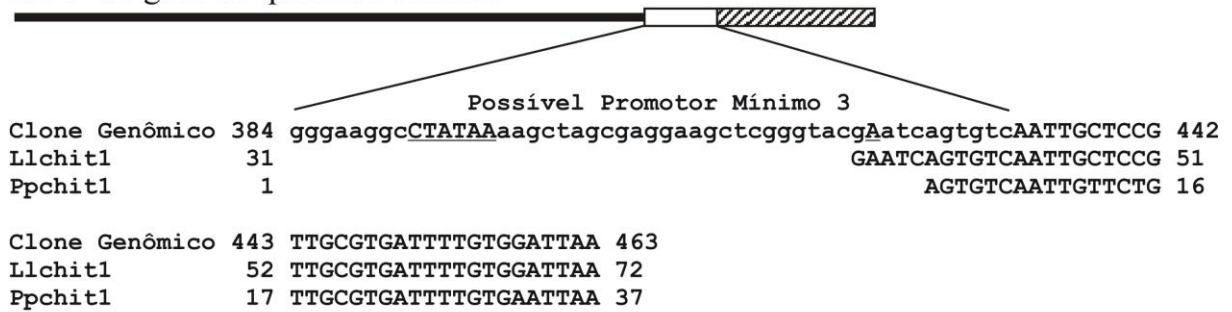 Possível Promotor Mínimo 3
Clone Genômico 384 gggaaggcCTATAAaagctagcgaggaagctcgggtacgAatcagtgtcAATTGCTCCG 442
Llchit1 31 GAATCAGTGTCAATTGCTCCG 51
Ppchit1 1 AGTGTCAATTGTTCTG 16
Clone Genômico 443 TTGCGTGATTTTGTGGATTAA 463
Llchit1 52 TTGCGTGATTTTGTGGATTAA 72
Ppchit1 17 TTGCGTGATTTTGTGAATTAA 37